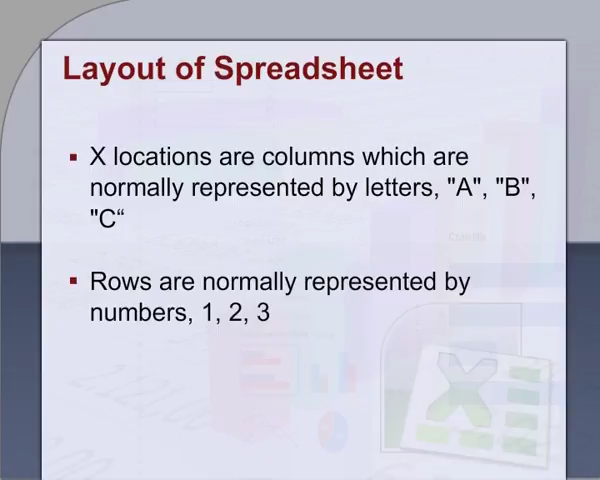 Layout of Spreadsheet
▪ X locations are columns which are
normally represented by letters, "A", "B",
"C“
▪ Rows are normally represented by
numbers, 1, 2, 3